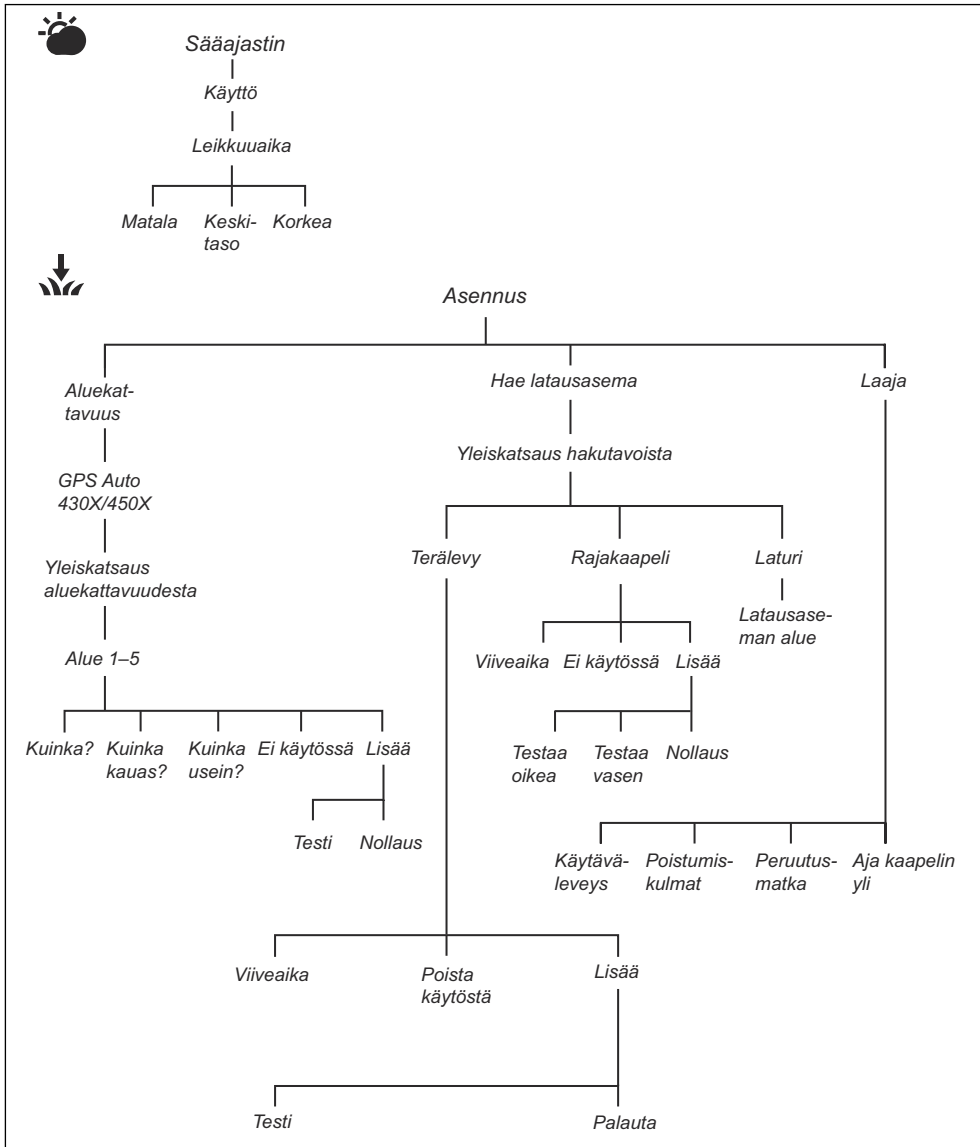 Sääajastin
Käyttö
Leikkuuaika
Matala
Keski-
taso
Korkea
Asennus
Aluekat-
tavuus
Hae latausasema
Laaja
GPS Auto
430X/450X
Yleiskatsaus hakutavoista
Yleiskatsaus
aluekattavuudesta
Terälevy
Rajakaapeli
Laturi
Latausase-
man alue
Alue 1–5
Viiveaika
Ei käytössä
Lisää
Kuinka?
Kuinka
kauas?
Kuinka
usein?
Ei käytössä
Lisää
Testaa
oikea
Testaa
vasen
Nollaus
Testi
Nollaus
Käytävä-
leveys
Poistumis-
kulmat
Peruutus-
matka
Aja kaapelin
yli
Viiveaika
Poista
käytöstä
Lisää
Testi
Palauta